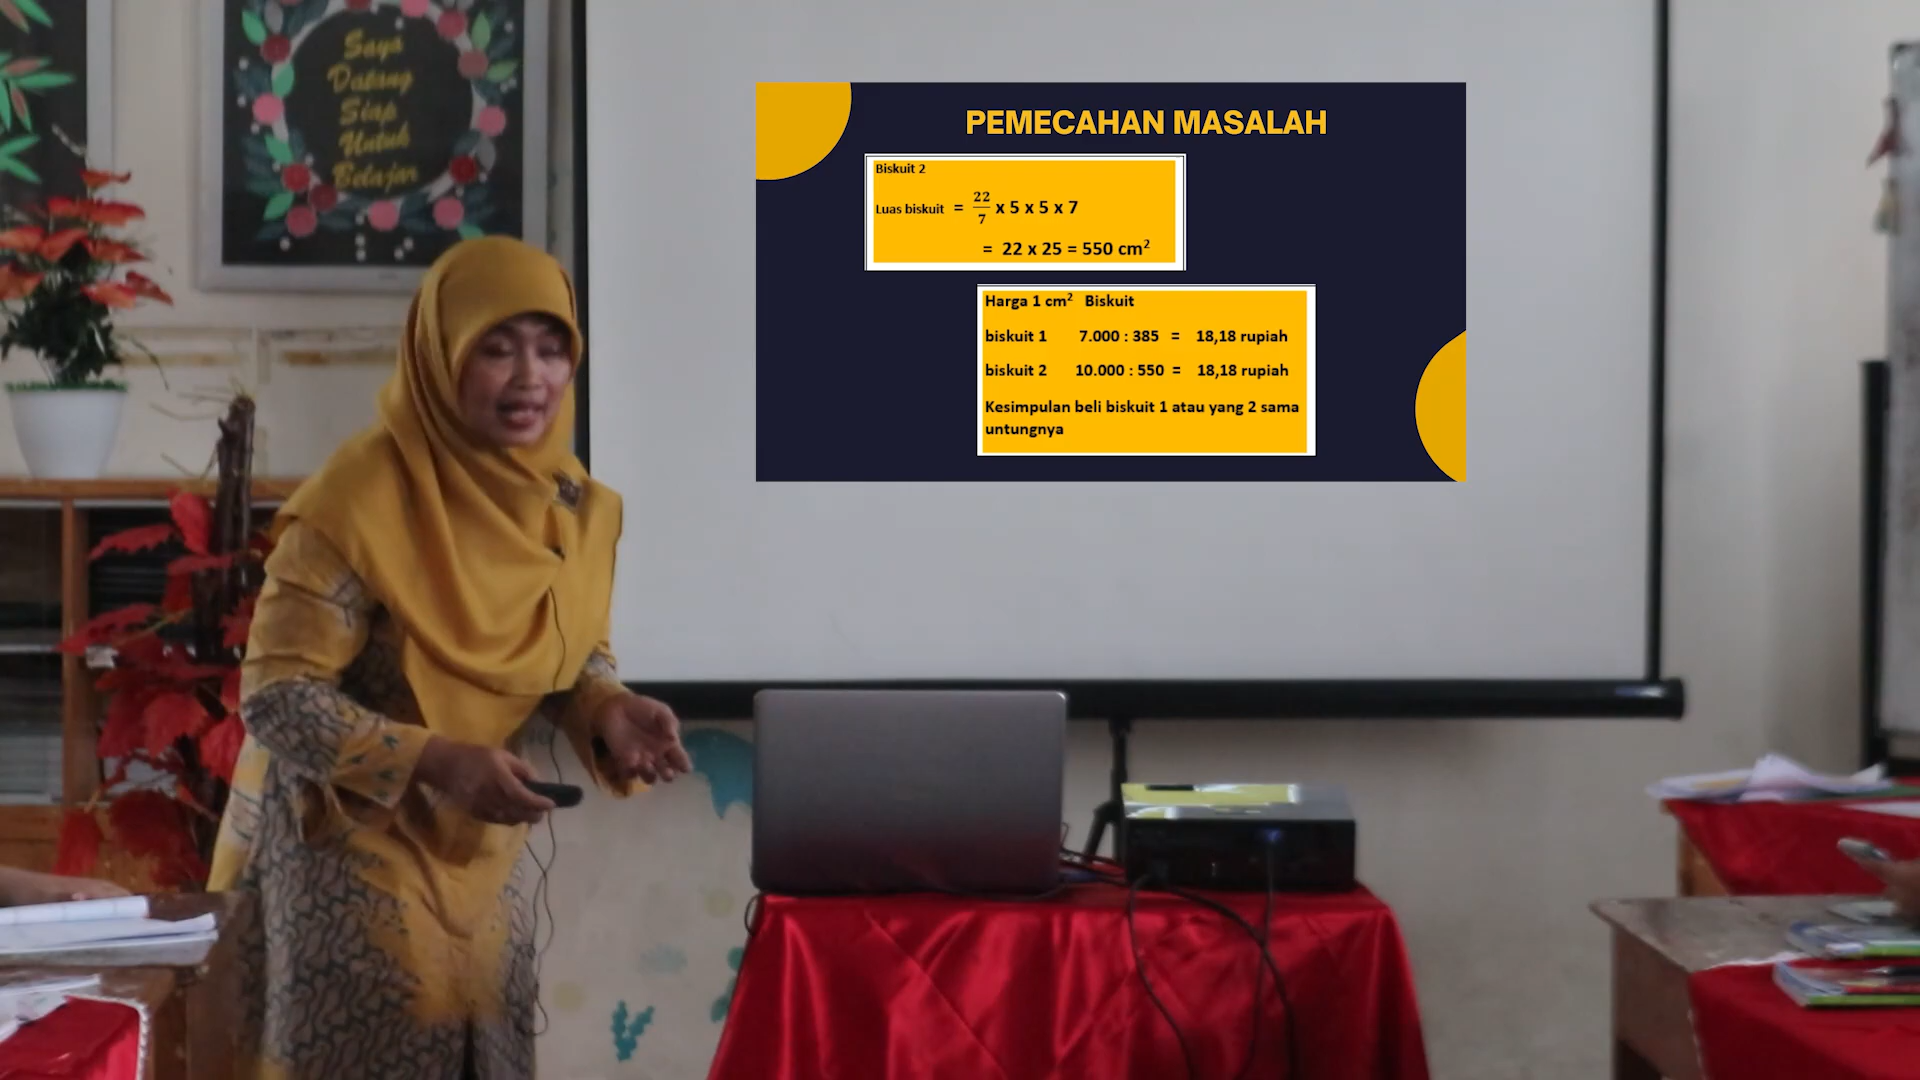 Saya
Datang
Siap
Untuk
Belajar
PEMECAHAN MASALAH
Biskuit 2
Luas biskuit = 22/7 x 5 x 5 x 7
= 22 x 25 = 550 cm²
Harga 1 cm² Biskuit
biskuit 1 7.000 : 385 = 18,18 rupiah
biskuit 2 10.000 : 550 = 18,18 rupiah
Kesimpulan beli biskuit 1 atau yang 2 sama
untungnya